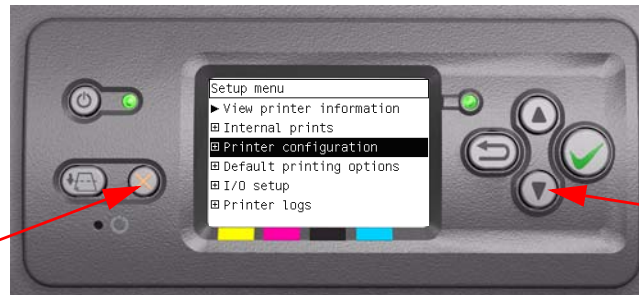 Setup menu
View printer information
Internal prints
Printer configuration
Default printing options
I/O setup
Printer logs